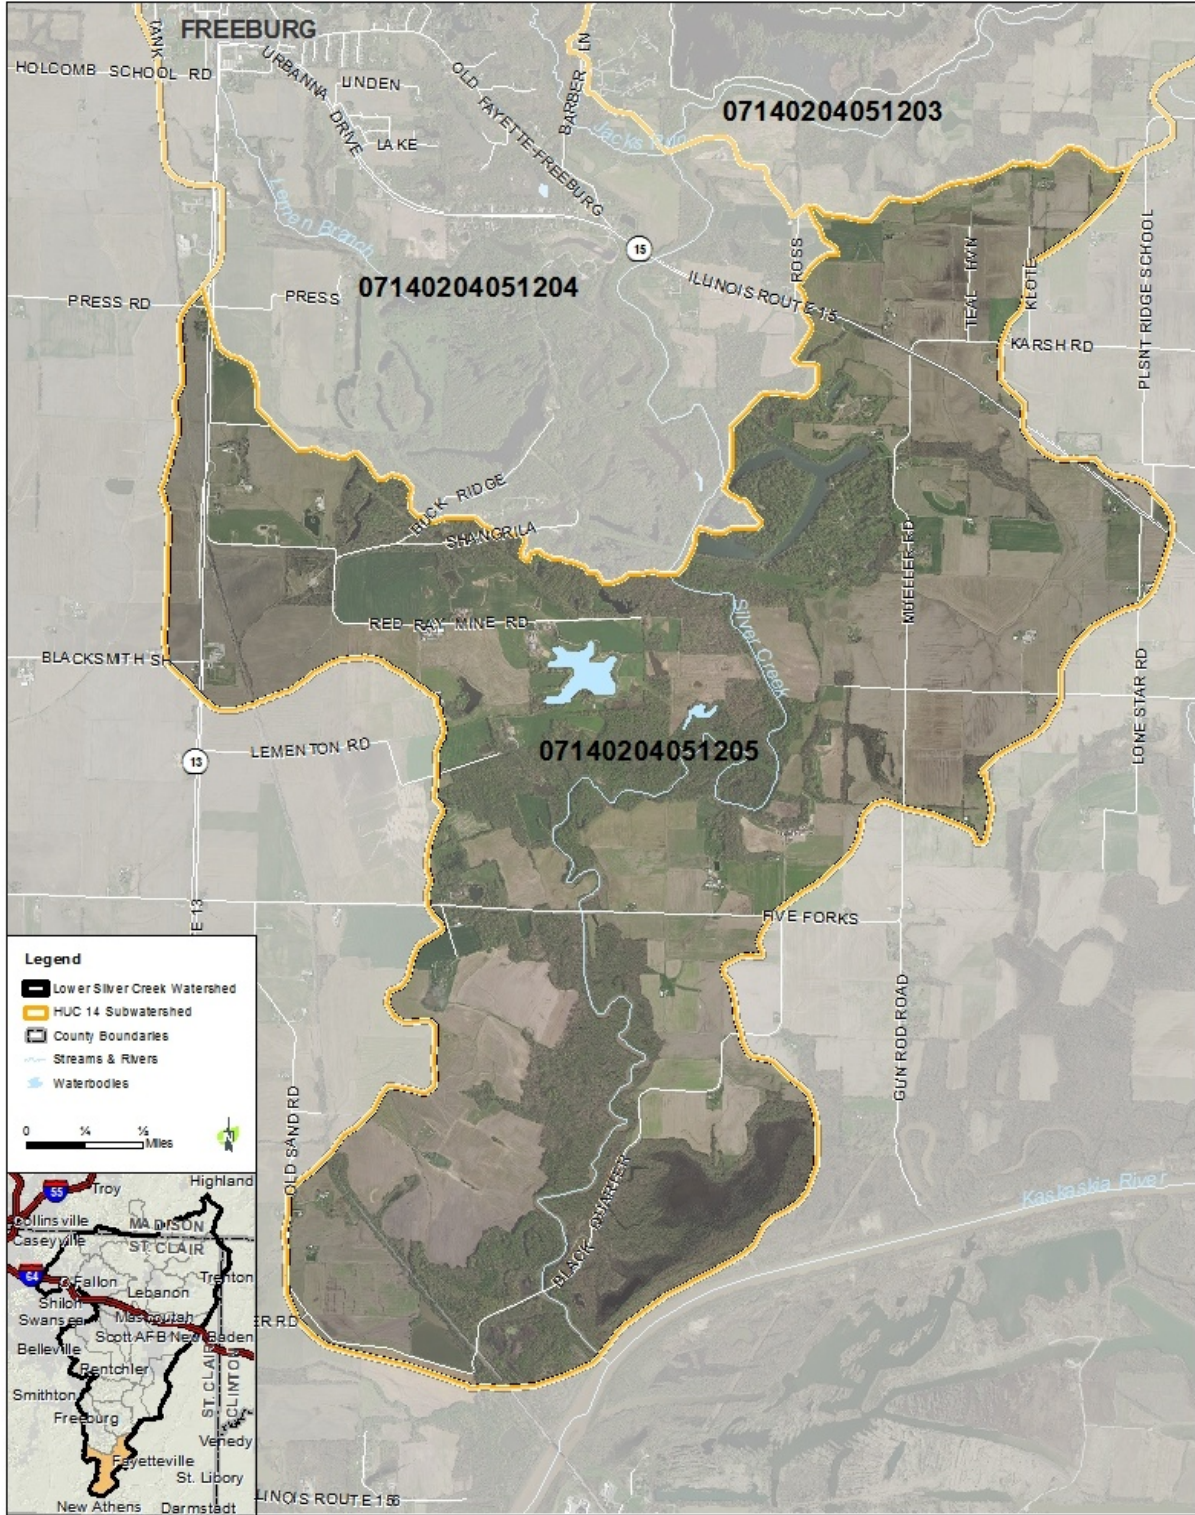 FREEBURG
HOLCOMB SCHOOL RD
URBANNA DRIVE
LINDEN
LAKE
OLD FAYETTE-FREEBURG
BARBER LN
Jacks Run
07140204051203
Lemen Branch
15
ROSS
ILLINOIS ROUTE 15
TEAL HVN
KLOTE
PLSNT RIDGE SCHOOL
KARSH RD
PRESS RD
PRESS
07140204051204
BUCK RIDGE
SHANGRILA
MUELLER RD
RED RAY MINE RD
Silver Creek
BLACKSMITH SH
LEMENTON RD
13
07140204051205
LONE STAR RD
FIVE FORKS
E 13
GUN ROD ROAD
OLD SAND RD
BLACK QUARTER
Kaskaskia River
ER RD
LINOIS ROUTE 156
Legend
Lower Silver Creek Watershed
HUC 14 Subwatershed
County Boundaries
Streams & Rivers
Waterbodies
0 ¼ ½
Miles
N
55
Troy
Highland
Collinsville
MADISON
Caseyville
ST. CLAIR
64
O'Fallon
Trenton
Lebanon
Shiloh
Swansea
Mascoutah
Scott AFB New Baden
Belleville
Rentchler
ST. CLAIR
CLINTON
Smithton
Freeburg
Venedy
Fayetteville
St. Libory
New Athens
Darmstadt